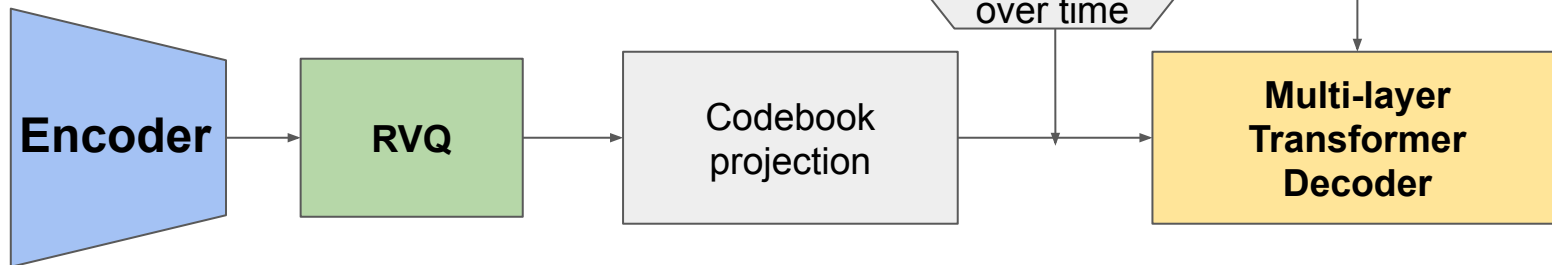 over time
Encoder
RVQ
Codebook
projection
Multi-layer
Transformer
Decoder